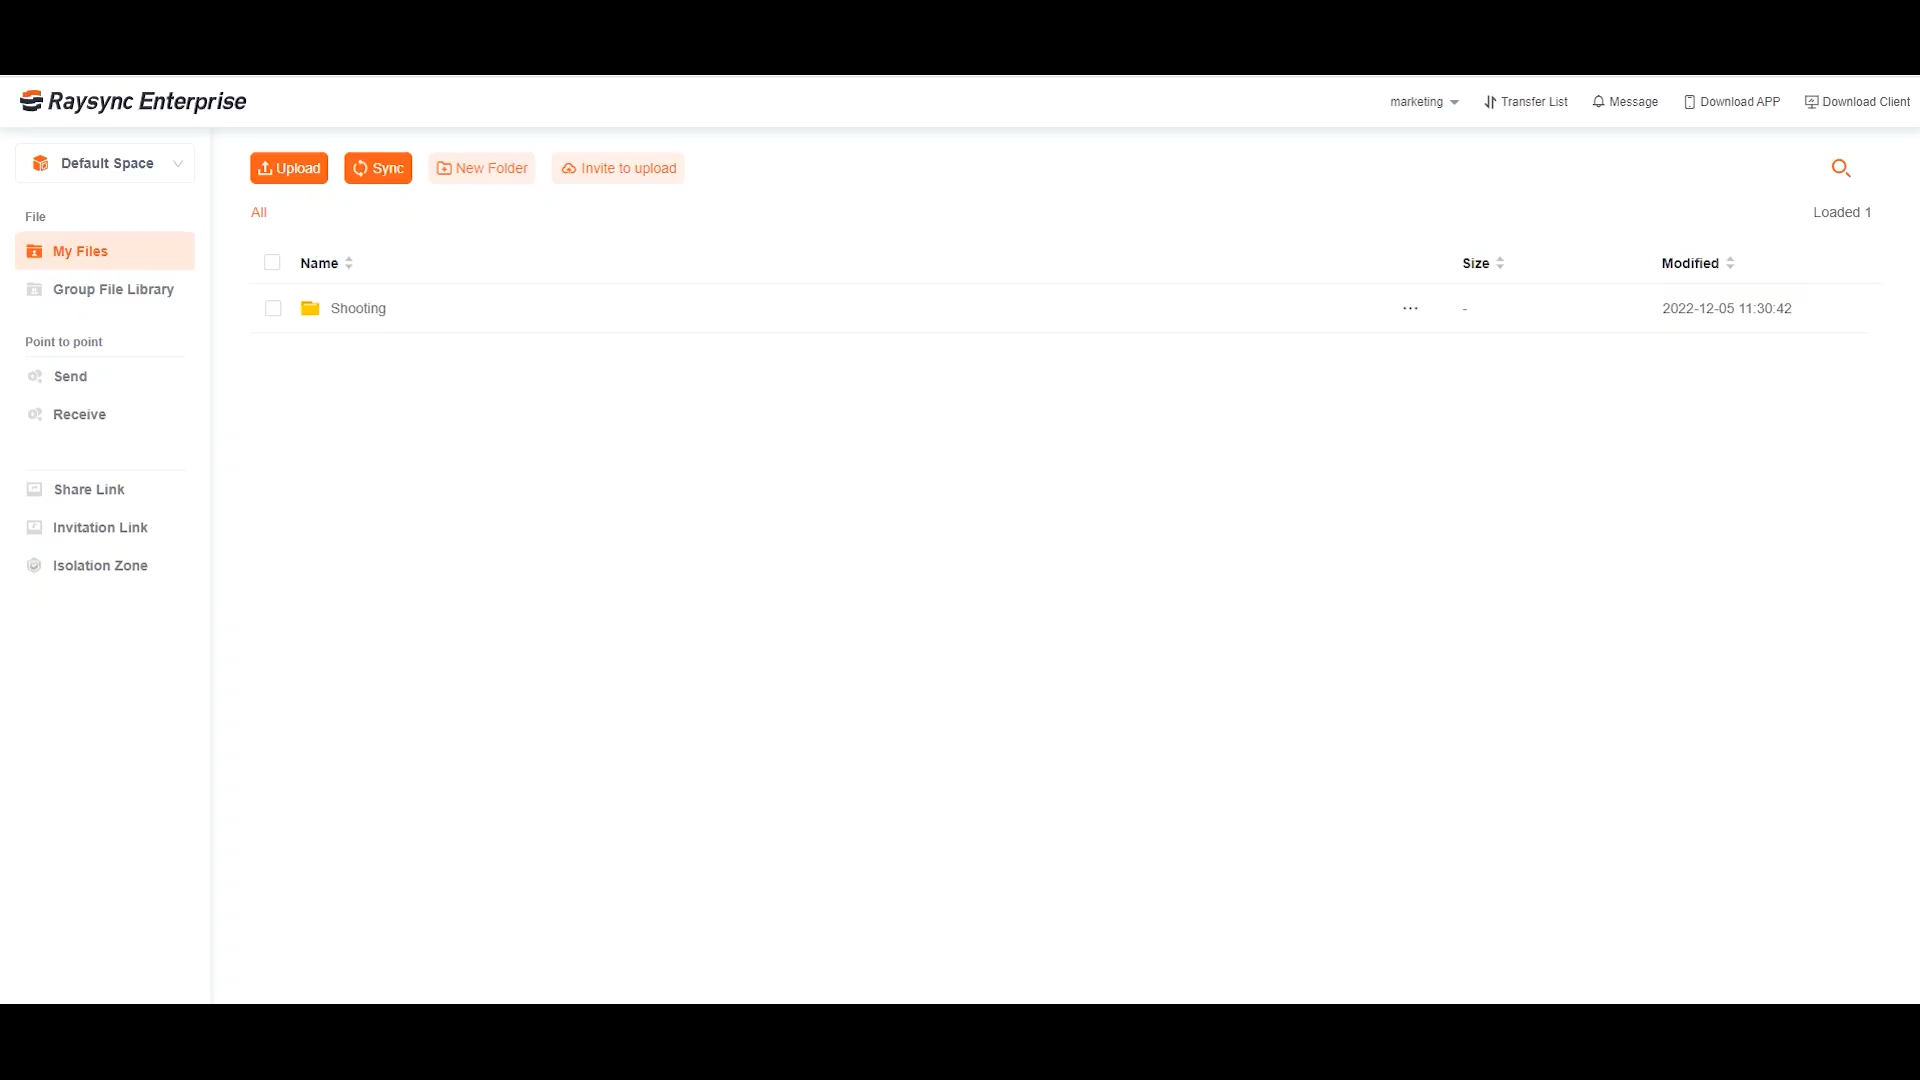 Raysync Enterprise
marketing Transfer List Message Download APP Download Client
Default Space
Upload Sync New Folder Invite to upload
All Loaded 1
File
My Files
Group File Library
Name Size Modified
Shooting ... - 2022-12-05 11:30:42
Point to point
Send
Receive
Share Link
Invitation Link
Isolation Zone